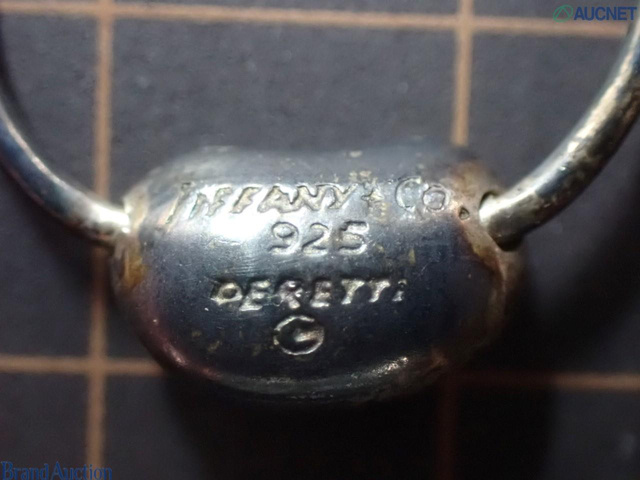 AUCNET
TIFFANY & Co.
925
PERETTI
G
Brand Auction